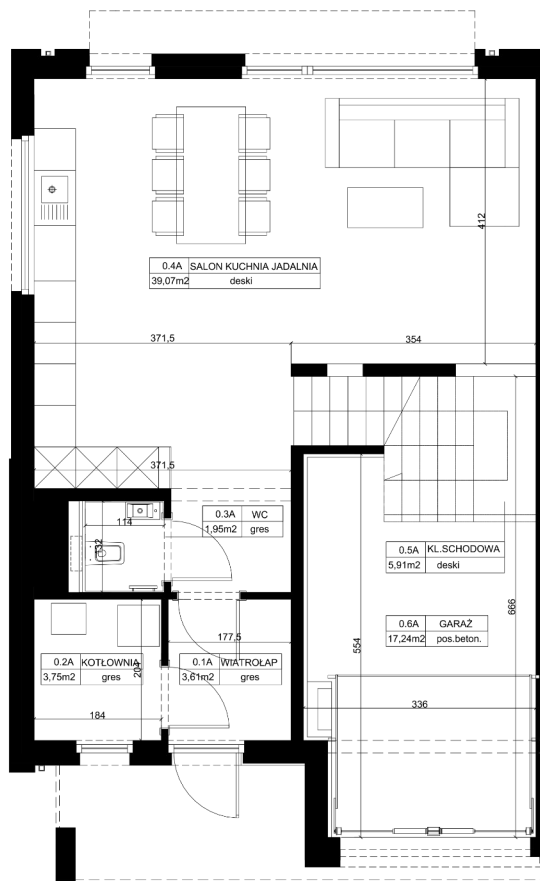 412
0.4A SALON KUCHNIA JADALNIA
39,07m2 deski
371,5
354
371,5
114
132
0.3A WC
1,95m2 gres
0.5A KL.SCHODOWA
5,91m2 deski
666
0.6A GARAŻ
17,24m2 pos.beton.
554
177,5
0.2A KOTŁOWNIA
3,75m2 gres
204
0.1A WIATROŁAP
3,61m2 gres
184
336